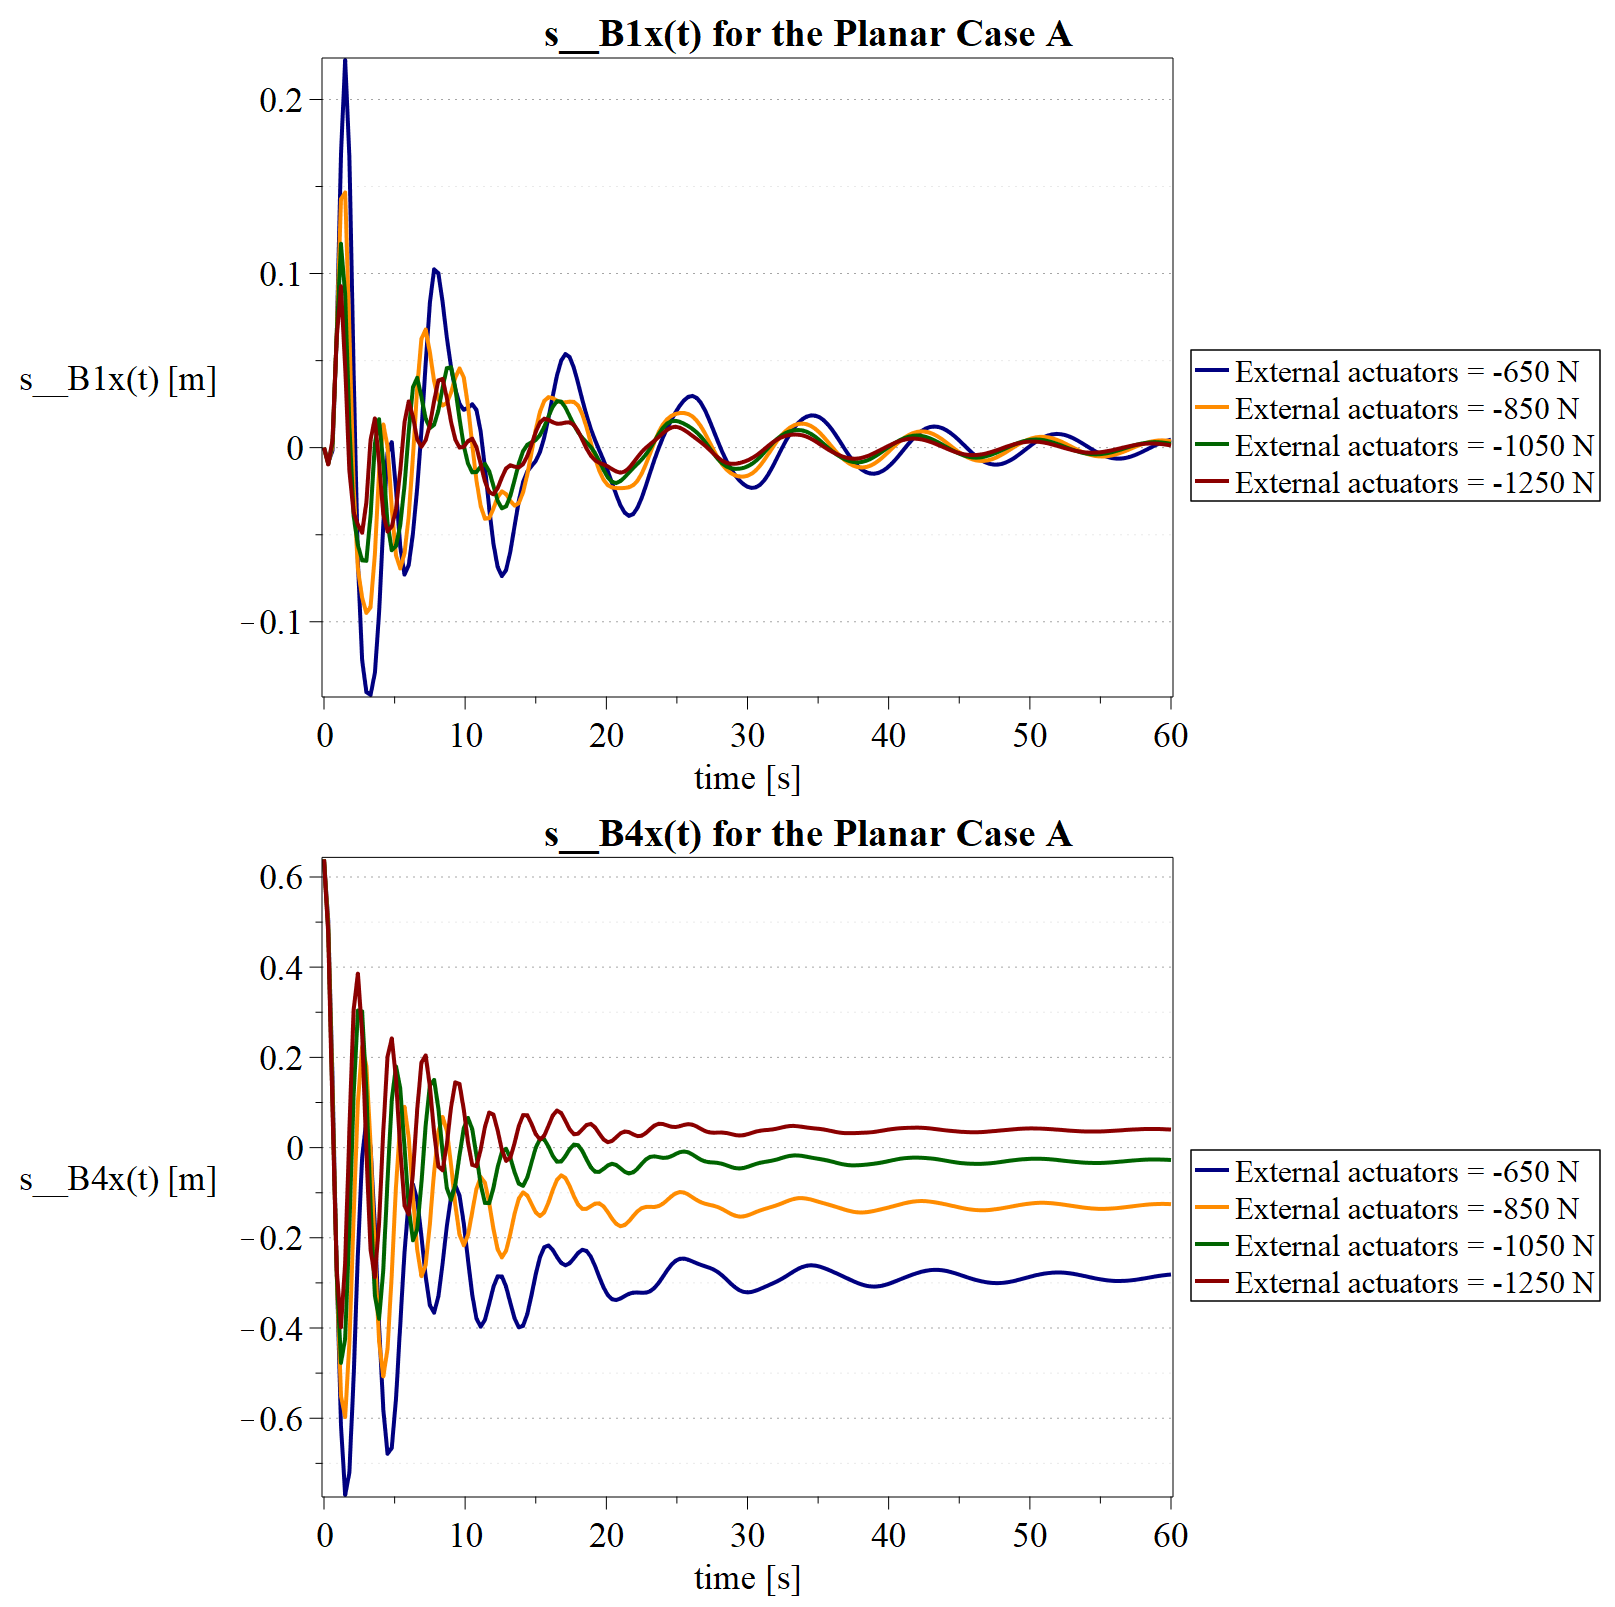 s__B1x(t) for the Planar Case A
0.2
0.1
0
−0.1
s__B1x(t) [m]
0 10 20 30 40 50 60
time [s]
External actuators = -650 N
External actuators = -850 N
External actuators = -1050 N
External actuators = -1250 N
s__B4x(t) for the Planar Case A
0.6
0.4
0.2
0
−0.2
−0.4
−0.6
s__B4x(t) [m]
0 10 20 30 40 50 60
time [s]
External actuators = -650 N
External actuators = -850 N
External actuators = -1050 N
External actuators = -1250 N